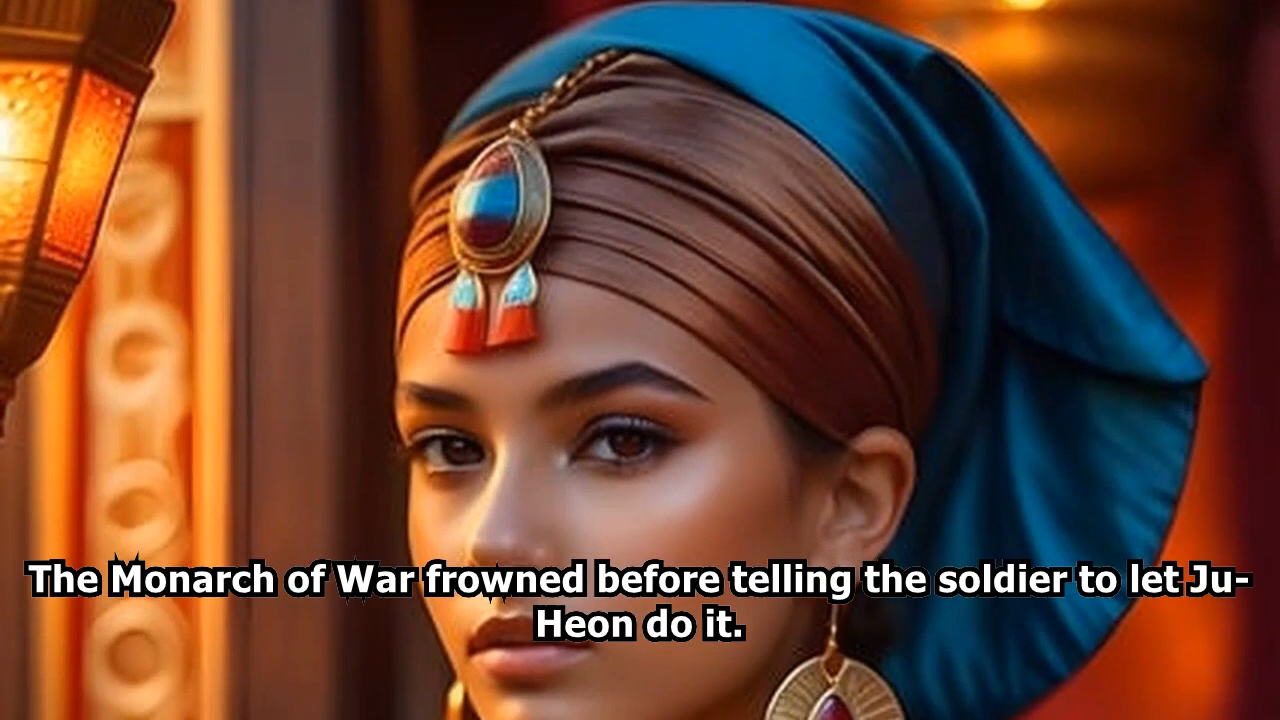 The Monarch of War frowned before telling the soldier to let Ju-
Heon do it.